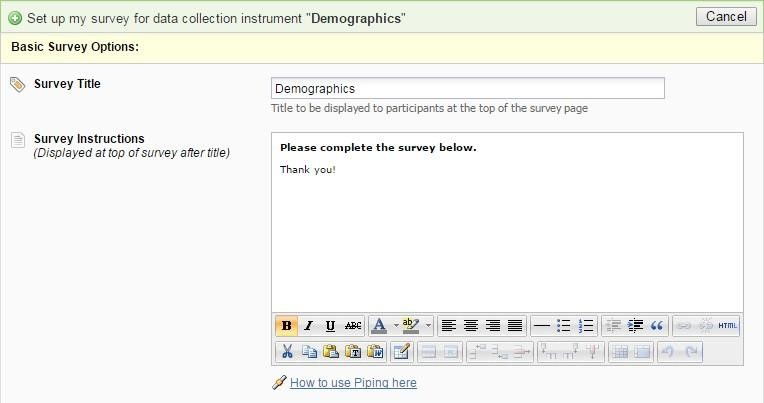 Set up my survey for data collection instrument "Demographics"
Cancel
Basic Survey Options:
Survey Title
Demographics
Title to be displayed to participants at the top of the survey page
Survey Instructions
(Displayed at top of survey after title)
Please complete the survey below.
Thank you!
B I U ABC A ab HTML
T W
How to use Piping here